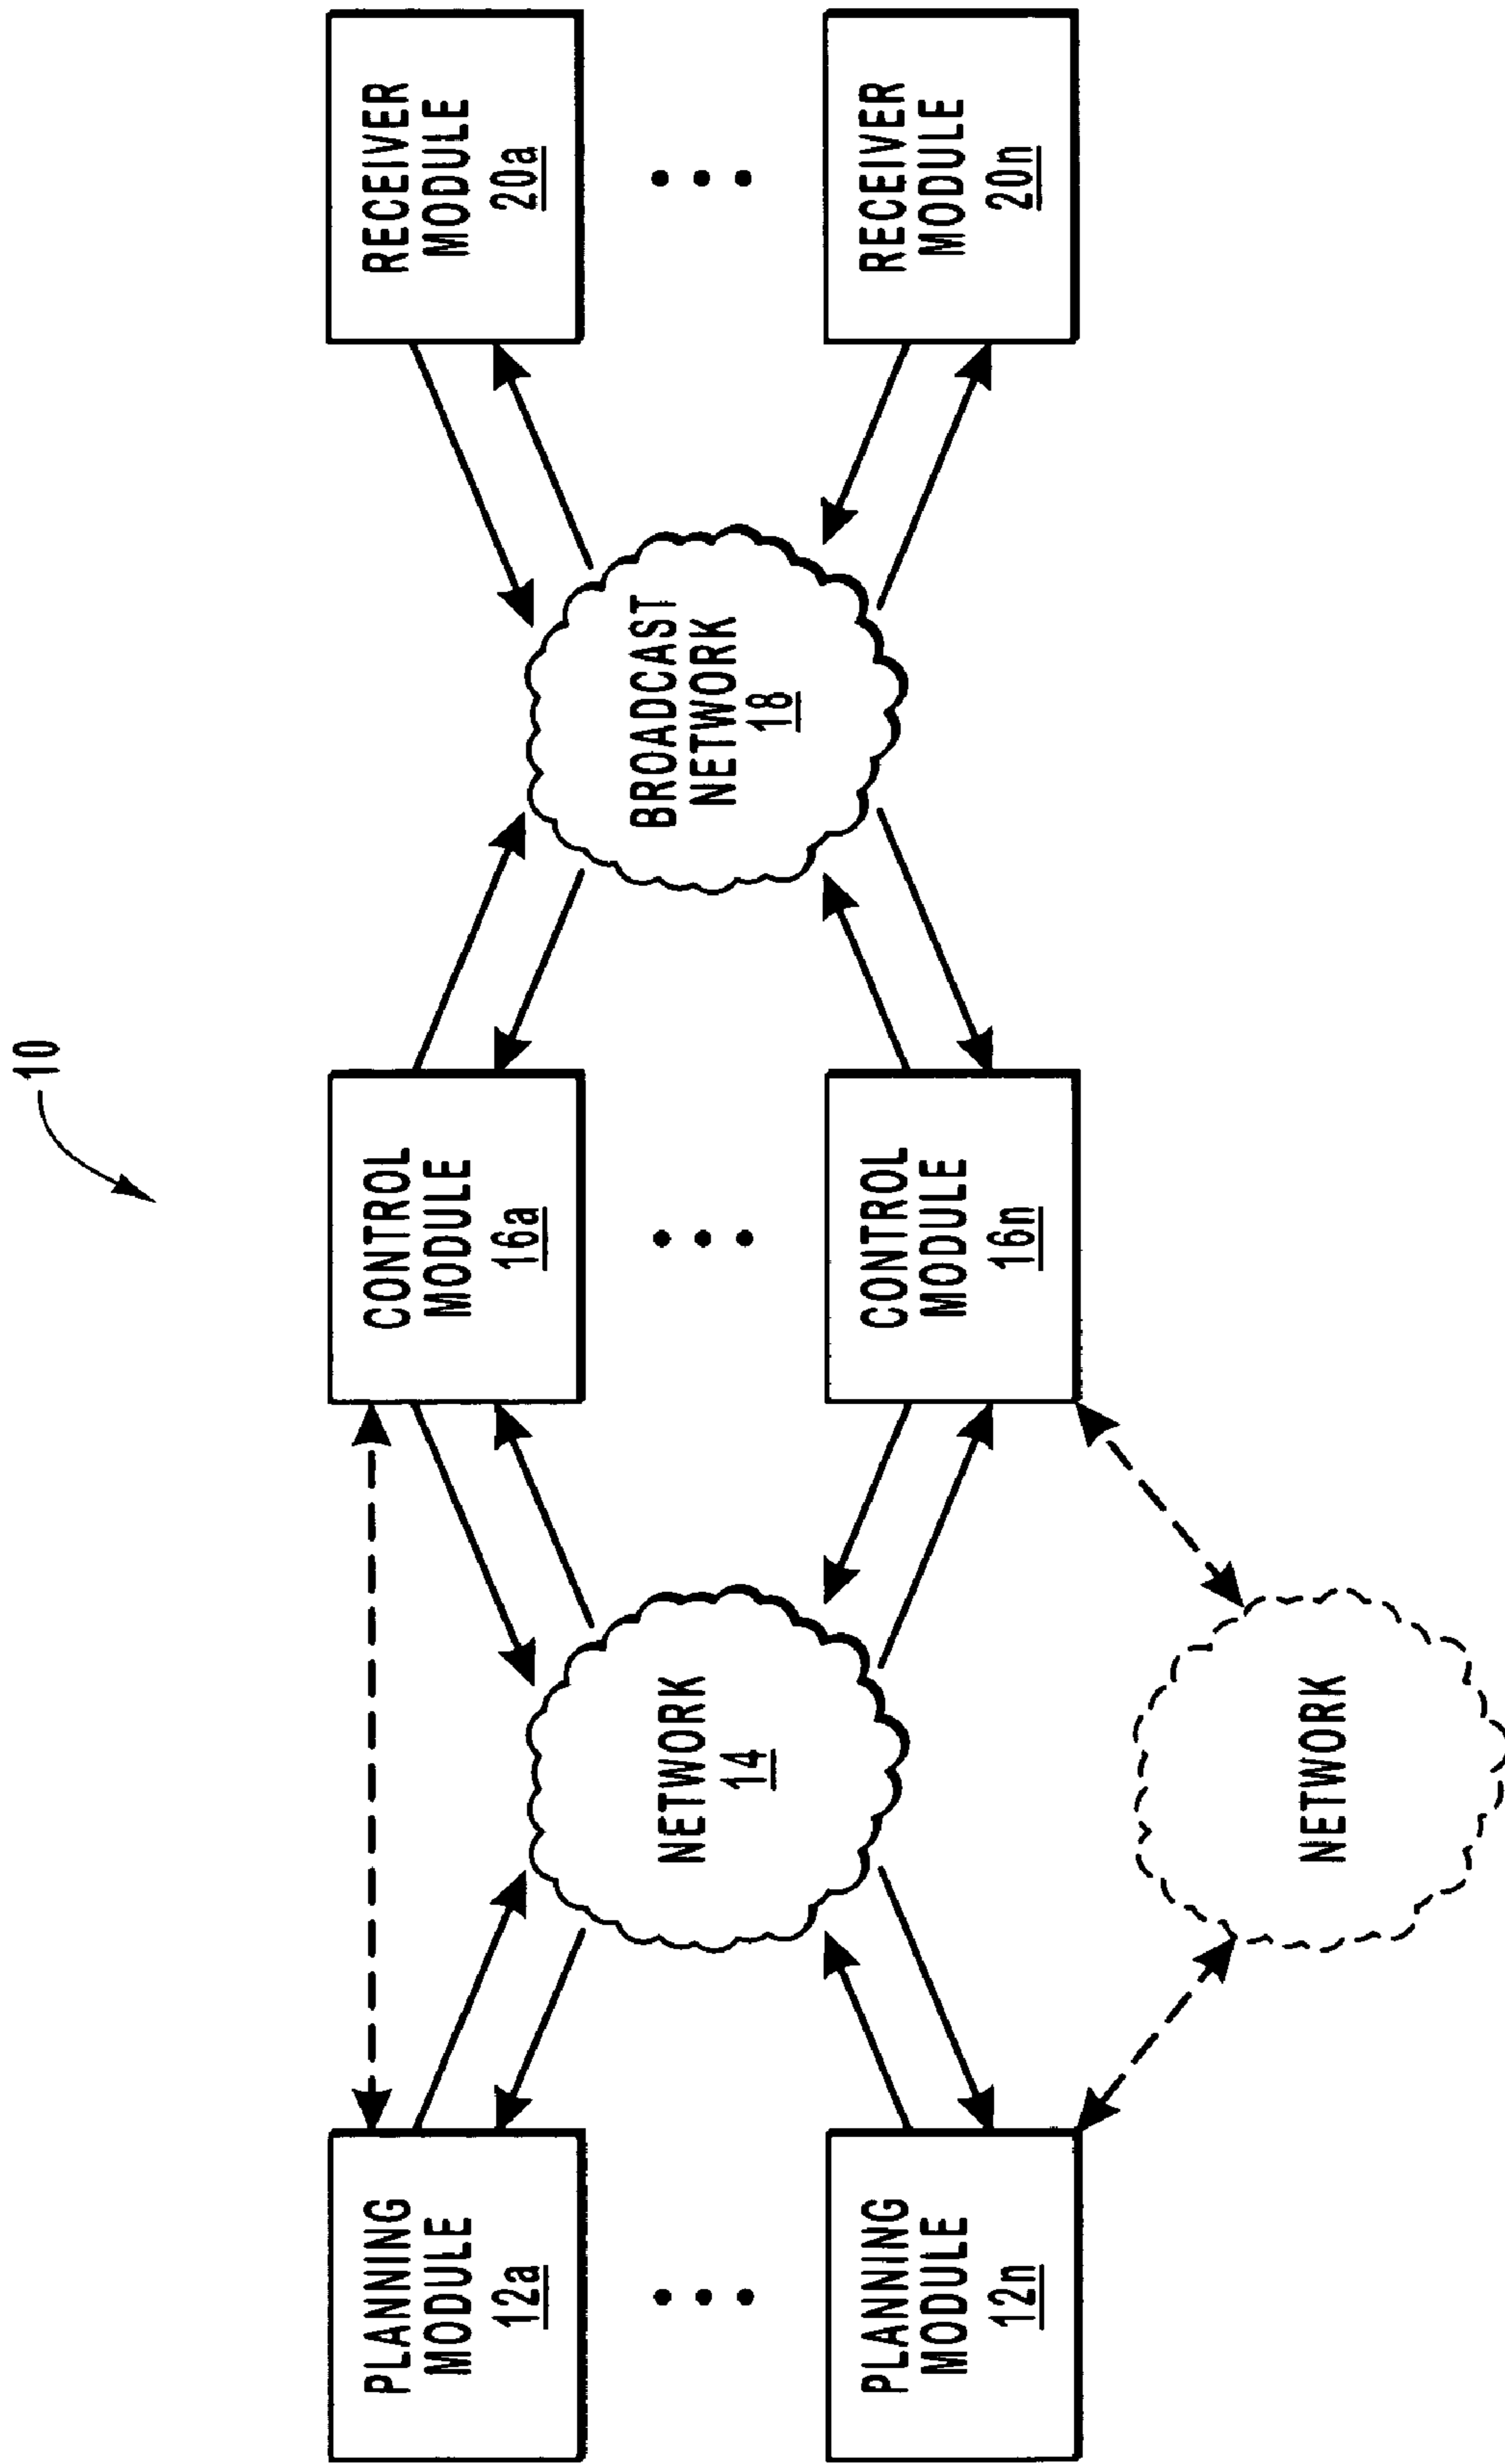 10
PLANNING
MODULE
12a
CONTROL
MODULE
16a
RECEIVER
MODULE
20a
NETWORK
14
BROADCAST
NETWORK
18
PLANNING
MODULE
12n
CONTROL
MODULE
16n
RECEIVER
MODULE
20n
NETWORK